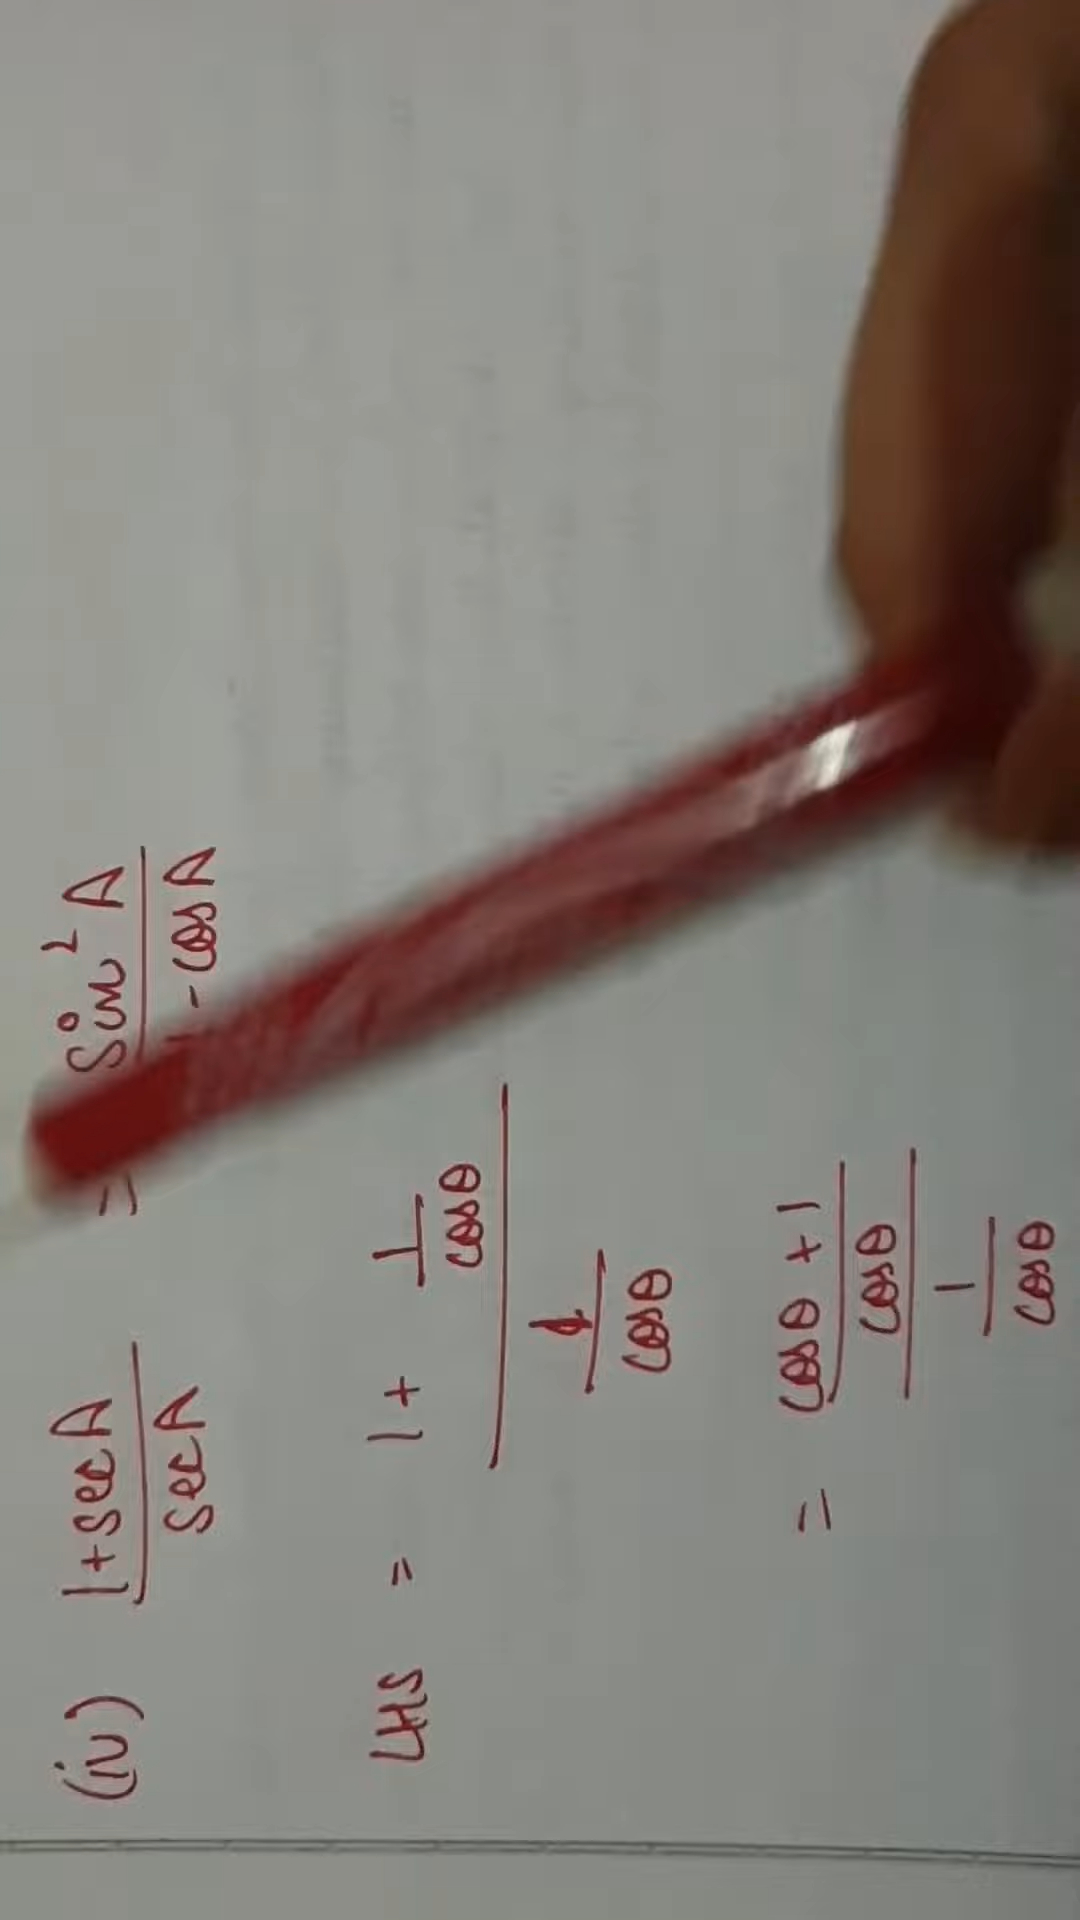 (iv) 1+secA / secA = Sin²A / 1-cosA
LHS = 1 + 1/cosθ / 1/cosθ
= cosθ +1 / cosθ / 1/cosθ